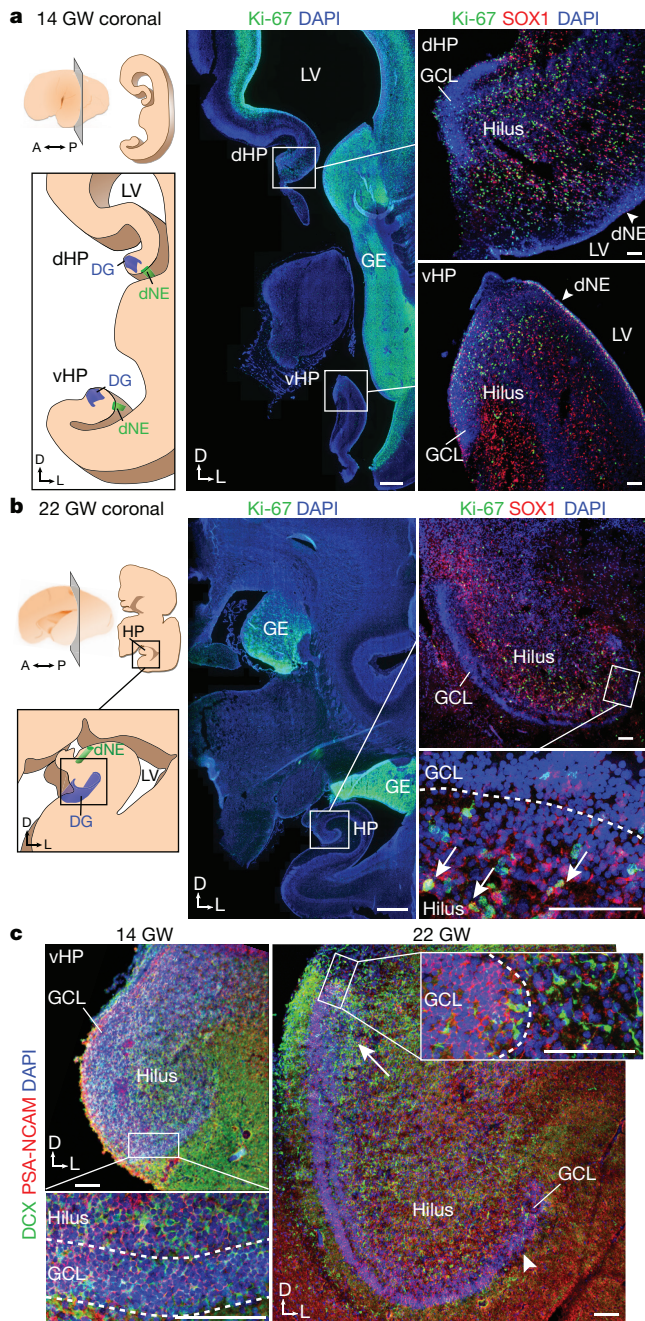 a 14 GW coronal
Ki-67 DAPI
Ki-67 SOX1 DAPI
A P
LV
dHP
DG
dNE
vHP
DG
dNE
D
L
LV
dHP
GE
vHP
D
L
dHP
GCL
Hilus
dNE
LV
vHP
dNE
LV
Hilus
GCL
b 22 GW coronal
Ki-67 DAPI
Ki-67 SOX1 DAPI
HP
A P
dNE
LV
DG
D
L
GE
GE
HP
D
L
Hilus
GCL
GCL
Hilus
c 14 GW
22 GW
DCX PSA-NCAM DAPI
vHP
GCL
Hilus
D
L
Hilus
GCL
GCL
GCL
Hilus
D
L